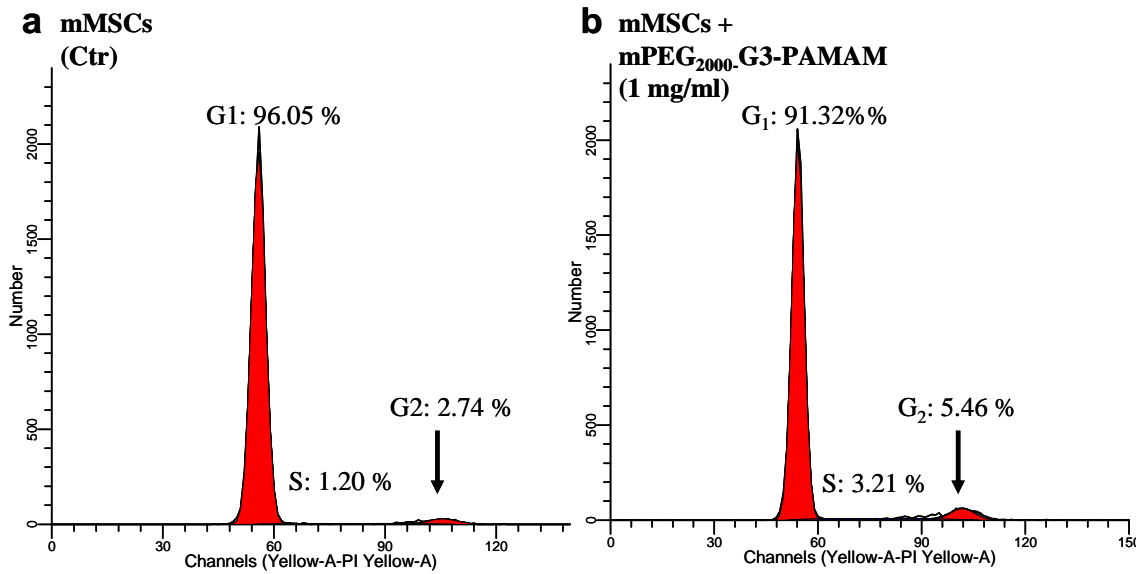 a mMSCs
(Ctr)
G1: 96.05 %
2000
1500
1000
500
0
Number
G2: 2.74 %
S: 1.20 %
0 30 60 90 120
Channels (Yellow-A-PI Yellow-A)
b mMSCs +
mPEG2000-G3-PAMAM
(1 mg/ml)
G1: 91.32%%
2000
1500
1000
500
0
Number
G2: 5.46 %
S: 3.21 %
0 30 60 90 120 150
Channels (Yellow-A-PI Yellow-A)